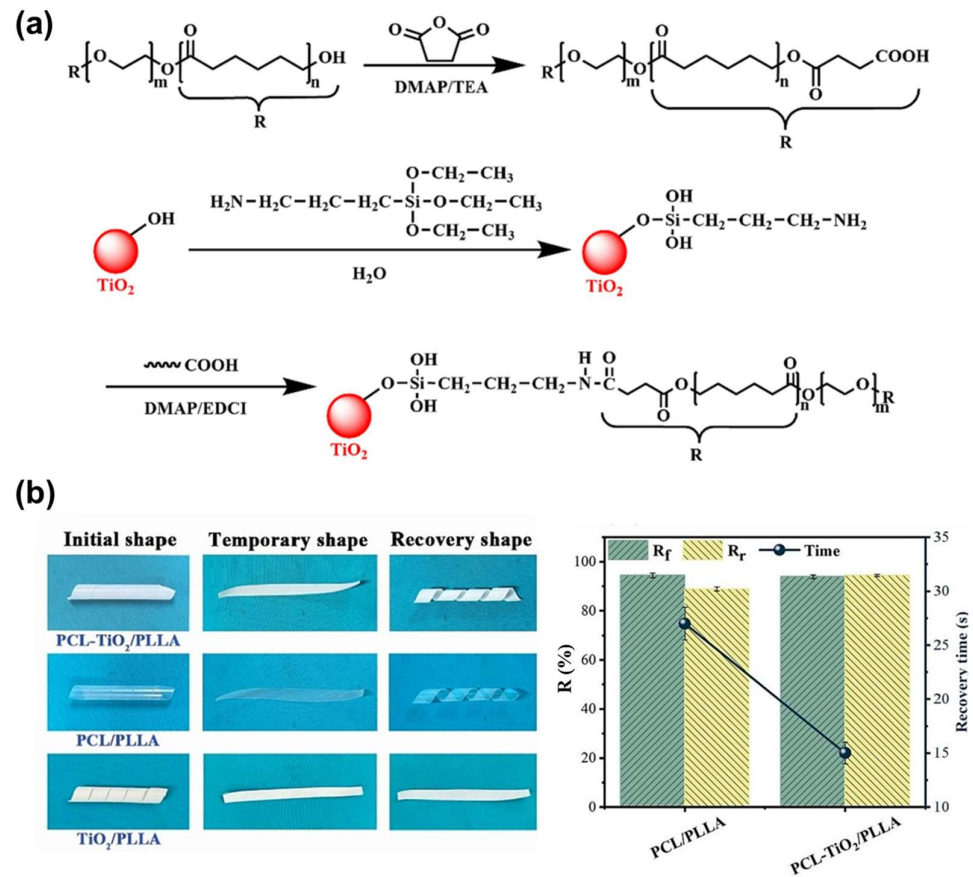 (a)
R O m O O n OH
R
DMAP/TEA
O O O
R O m O O n O O COOH
R
OH
TiO2
H2N–H2C–H2C–H2C–Si–O–CH2–CH3
O–CH2–CH3
O–CH2–CH3
H2O
OH
O–Si–CH2–CH2–CH2–NH2
OH
TiO2
COOH
DMAP/EDCI
OH H O O
O–Si–CH2–CH2–CH2–N O n O O m R
OH O
TiO2
R
(b)
Initial shape
Temporary shape
Recovery shape
PCL-TiO2/PLLA
PCL/PLLA
TiO2/PLLA
Rf
Rr
Time
R (%)
100
80
60
40
20
0
Recovery time (s)
35
30
25
20
15
10
PCL/PLLA
PCL-TiO2/PLLA